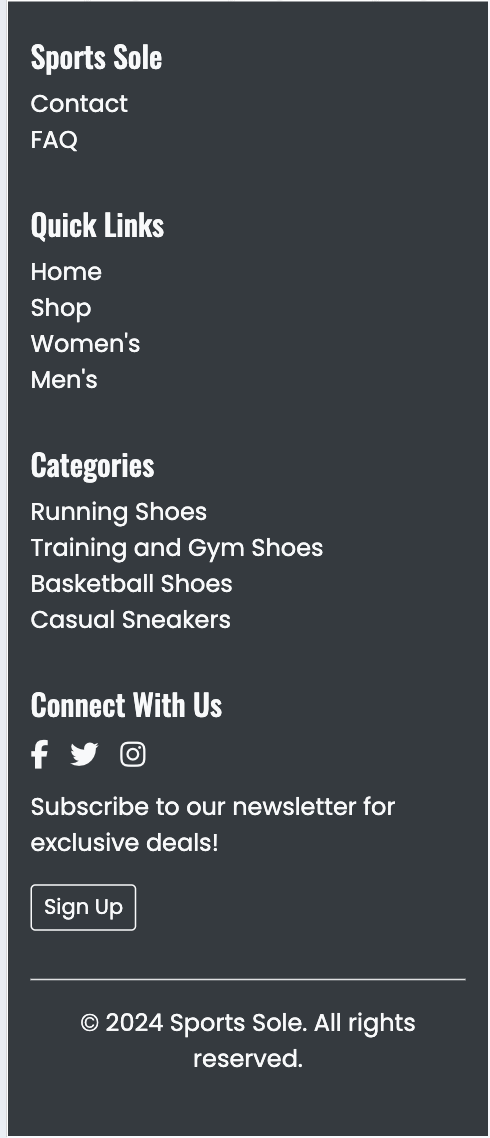 Sports Sole
Contact
FAQ
Quick Links
Home
Shop
Women's
Men's
Categories
Running Shoes
Training and Gym Shoes
Basketball Shoes
Casual Sneakers
Connect With Us
Subscribe to our newsletter for
exclusive deals!
Sign Up
© 2024 Sports Sole. All rights
reserved.